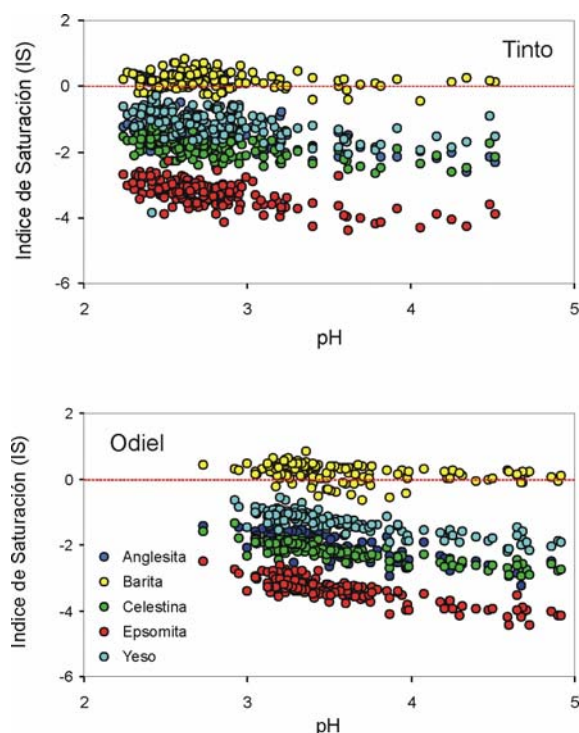 Tinto
Indice de Saturación (IS)
2
0
-2
-4
-6
2
3
4
5
pH
Odiel
Indice de Saturación (IS)
2
0
-2
-4
-6
Anglesita
Barita
Celestina
Epsomita
Yeso
2
3
4
5
pH